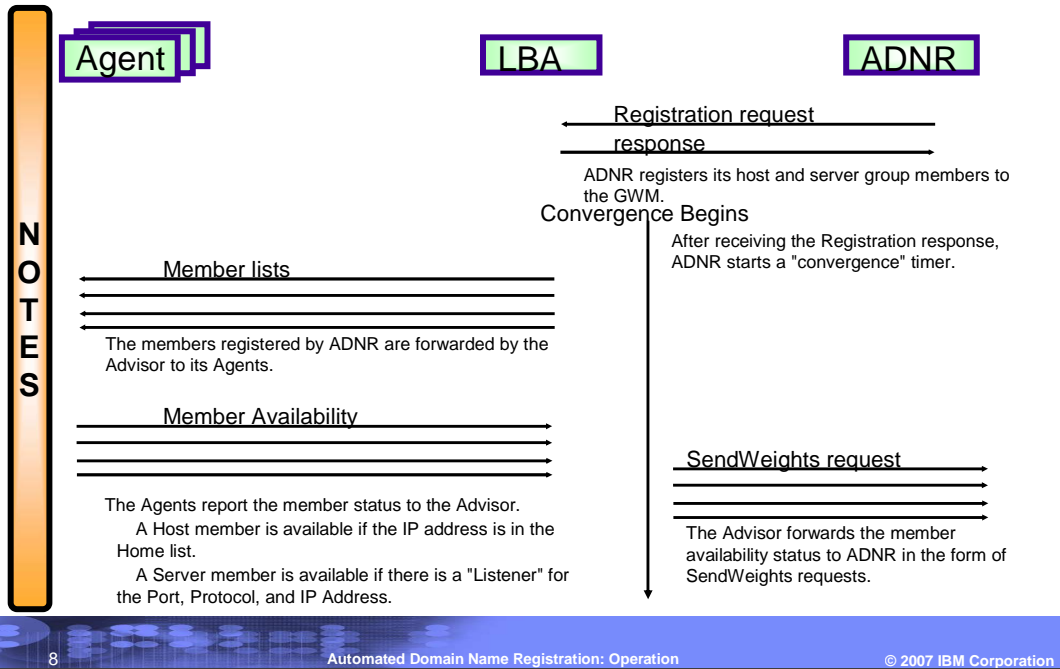 Agent
LBA
ADNR
NOTES
Registration request
response
ADNR registers its host and server group members to
the GWM.
Convergence Begins
After receiving the Registration response,
ADNR starts a "convergence" timer.
Member lists
The members registered by ADNR are forwarded by the
Advisor to its Agents.
Member Availability
SendWeights request
The Agents report the member status to the Advisor.
A Host member is available if the IP address is in the
Home list.
A Server member is available if there is a "Listener" for
the Port, Protocol, and IP Address.
The Advisor forwards the member
availability status to ADNR in the form of
SendWeights requests.
8
Automated Domain Name Registration: Operation
© 2007 IBM Corporation